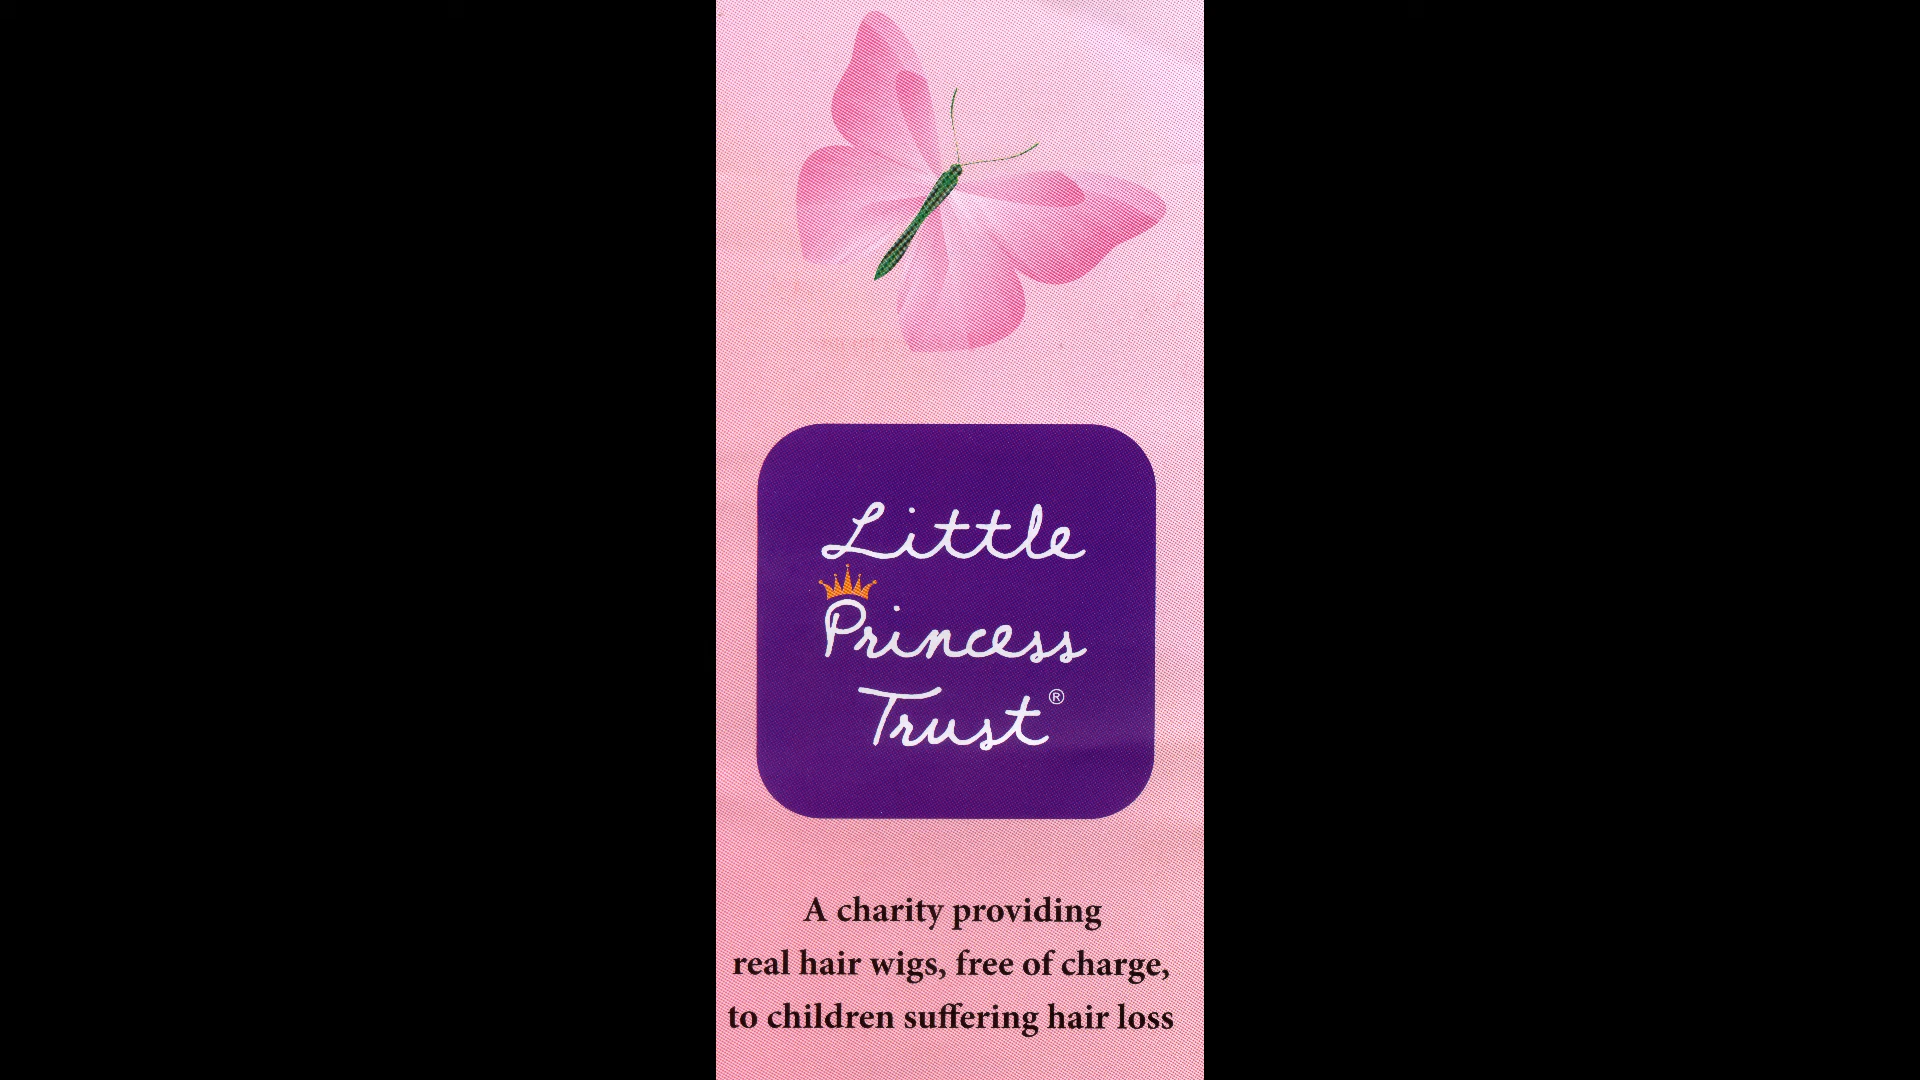 Little
Princess
Trust®
A charity providing
real hair wigs, free of charge,
to children suffering hair loss